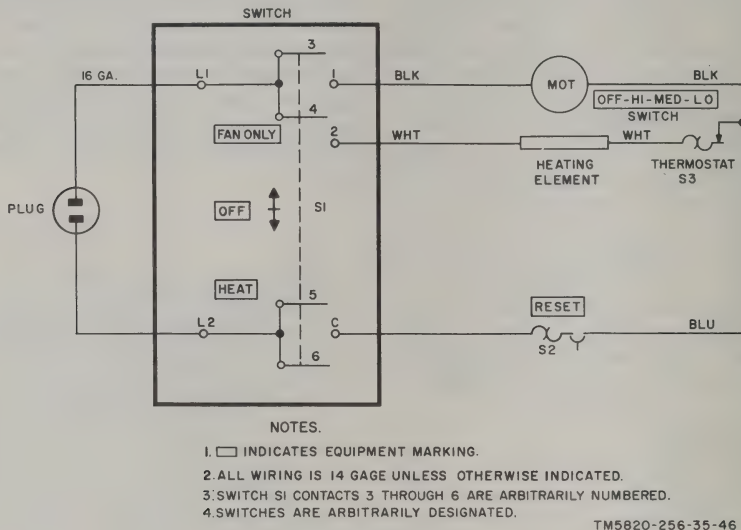 SWITCH
3
16 GA.
L1
1
BLK
MOT
BLK
4
OFF-HI-MED-LO
SWITCH
FAN ONLY
2
WHT
WHT
HEATING
ELEMENT
THERMOSTAT
S3
PLUG
OFF
S1
HEAT
5
RESET
L2
C
BLU
6
S2
NOTES.
1. INDICATES EQUIPMENT MARKING.
2. ALL WIRING IS 14 GAGE UNLESS OTHERWISE INDICATED.
3. SWITCH S1 CONTACTS 3 THROUGH 6 ARE ARBITRARILY NUMBERED.
4. SWITCHES ARE ARBITRARILY DESIGNATED.
TM5820-256-35-46